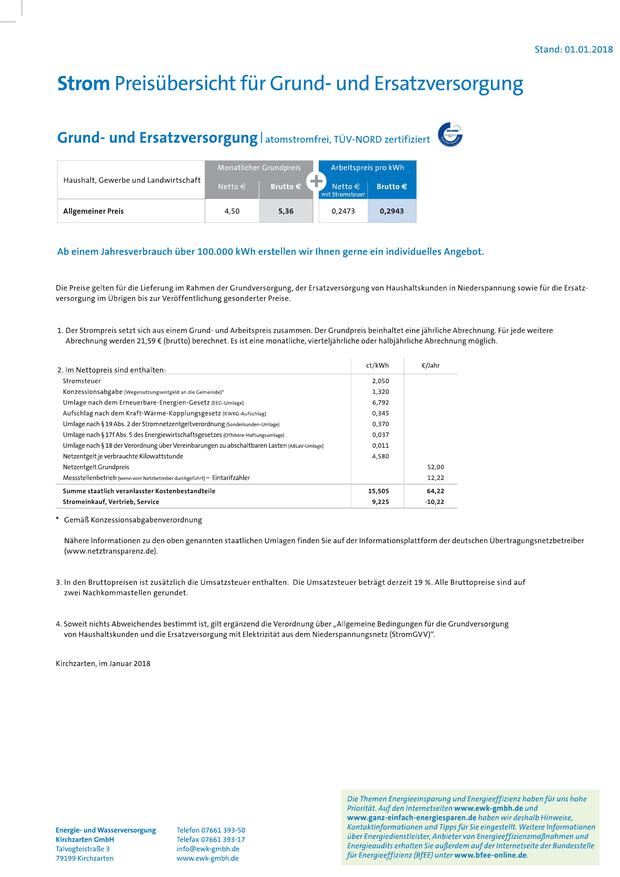 Stand: 01.01.2018
Strom Preisübersicht für Grund- und Ersatzversorgung
Grund- und Ersatzversorgung | atomstromfrei, TÜV-NORD zertifiziert
Haushalt, Gewerbe und Landwirtschaft
Monatlicher Grundpreis
Netto € Brutto €
+
Arbeitspreis pro kWh
Netto € Brutto €
mit Stromsteuer
Allgemeiner Preis 4,50 5,36 0,2473 0,2943
Ab einem Jahresverbrauch über 100.000 kWh erstellen wir Ihnen gerne ein individuelles Angebot.
Die Preise gelten für die Lieferung im Rahmen der Grundversorgung, der Ersatzversorgung von Haushaltskunden in Niederspannung sowie für die Ersatz-
versorgung im Übrigen bis zur Veröffentlichung gesonderter Preise.
1. Der Strompreis setzt sich aus einem Grund- und Arbeitspreis zusammen. Der Grundpreis beinhaltet eine jährliche Abrechnung. Für jede weitere
Abrechnung werden 21,59 € (brutto) berechnet. Es ist eine monatliche, vierteljährliche oder halbjährliche Abrechnung möglich.
2. Im Nettopreis sind enthalten: ct/kWh €/Jahr
Stromsteuer 2,050
Konzessionsabgabe (Wegenutzungsentgeld an die Gemeinde)* 1,320
Umlage nach dem Erneuerbare-Energien-Gesetz (EEG-Umlage) 6,792
Aufschlag nach dem Kraft-Wärme-Kopplungsgesetz (KWKG-Aufschlag) 0,345
Umlage nach § 19 Abs. 2 der Stromnetzentgeltverordnung (Sonderkunden-Umlage) 0,370
Umlage nach § 17f Abs. 5 des Energiewirtschaftsgesetzes (Offshore-Haftungsumlage) 0,037
Umlage nach § 18 der Verordnung über Vereinbarungen zu abschaltbaren Lasten (ABLaV-Umlage) 0,011
Netzentgelt je verbrauchte Kilowattstunde 4,580
Netzentgelt Grundpreis 52,00
Messstellenbetrieb (wenn vom Netzbetreiber durchgeführt) – Eintarifzähler 12,22
Summe staatlich veranlasster Kostenbestandteile 15,505 64,22
Stromeinkauf, Vertrieb, Service 9,225 -10,22
* Gemäß Konzessionsabgabenverordnung
Nähere Informationen zu den oben genannten staatlichen Umlagen finden Sie auf der Informationsplattform der deutschen Übertragungsnetzbetreiber
(www.netztransparenz.de).
3. In den Bruttopreisen ist zusätzlich die Umsatzsteuer enthalten. Die Umsatzsteuer beträgt derzeit 19 %. Alle Bruttopreise sind auf
zwei Nachkommastellen gerundet.
4. Soweit nichts Abweichendes bestimmt ist, gilt ergänzend die Verordnung über „Allgemeine Bedingungen für die Grundversorgung
von Haushaltskunden und die Ersatzversorgung mit Elektrizität aus dem Niederspannungsnetz (StromGVV)“.
Kirchzarten, im Januar 2018
Energie- und Wasserversorgung
Kirchzarten GmbH
Talvogteistraße 3
79199 Kirchzarten
Telefon 07661 393-50
Telefax 07661 393-17
info@ewk-gmbh.de
www.ewk-gmbh.de
Die Themen Energieeinsparung und Energieeffizienz haben für uns hohe
Priorität. Auf den Internetseiten www.ewk-gmbh.de und
www.ganz-einfach-energiesparen.de haben wir deshalb Hinweise,
Kontaktinformationen und Tipps für Sie eingestellt. Weitere Informationen
über Energiedienstleister, Anbieter von Energieeffizienzmaßnahmen und
Energieaudits erhalten Sie außerdem auf der Internetseite der Bundesstelle
für Energieeffizienz (BfEE) unter www.bfee-online.de.